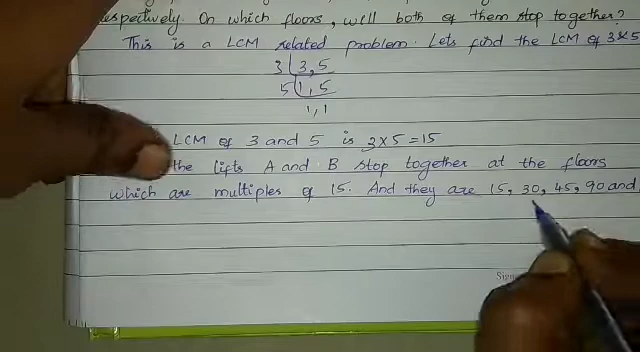 respectively. On which floors, will both of them stop together?
This is a LCM related problem. Lets find the LCM of 3 x 5
3 3, 5
5 1, 5
1, 1
LCM of 3 and 5 is 3 x 5 = 15
the lifts A and B stop together at the floors
which are multiples of 15. And they are 15, 30, 45, 90 and